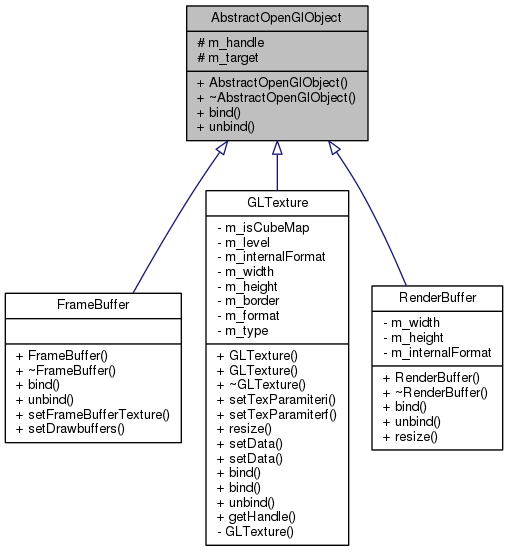 AbstractOpenGlObject
# m_handle
# m_target
+ AbstractOpenGlObject()
+ ~AbstractOpenGlObject()
+ bind()
+ unbind()
FrameBuffer
+ FrameBuffer()
+ ~FrameBuffer()
+ bind()
+ unbind()
+ setFrameBufferTexture()
+ setDrawbuffers()
GLTexture
- m_isCubeMap
- m_level
- m_internalFormat
- m_width
- m_height
- m_border
- m_format
- m_type
+ GLTexture()
+ GLTexture()
+ ~GLTexture()
+ setTexParamiteri()
+ setTexParamiterf()
+ resize()
+ setData()
+ setData()
+ bind()
+ bind()
+ unbind()
+ getHandle()
- GLTexture()
RenderBuffer
- m_width
- m_height
- m_internalFormat
+ RenderBuffer()
+ ~RenderBuffer()
+ bind()
+ unbind()
+ resize()